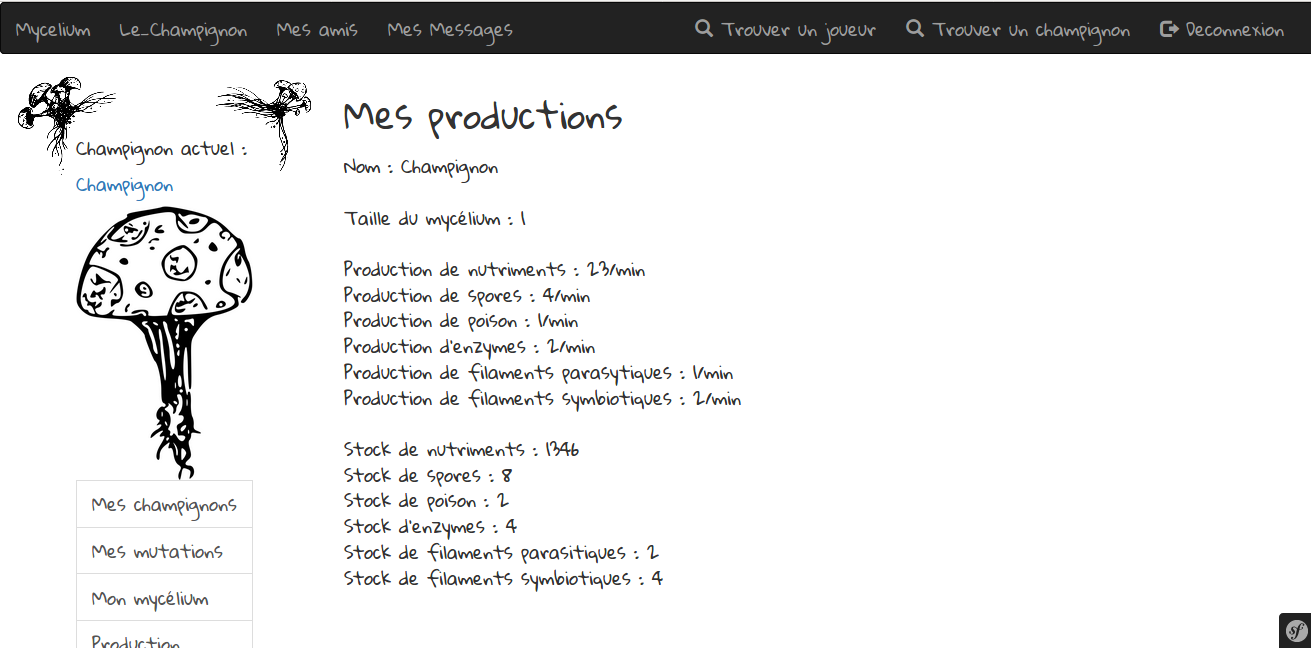 Mycelium Le_Champignon Mes amis Mes Messages Trouver un joueur Trouver un champignon Deconnexion
Champignon actuel :
Champignon
Mes champignons
Mes mutations
Mon mycélium
Production
Mes productions
Nom : Champignon
Taille du mycélium : 1
Production de nutriments : 23/min
Production de spores : 4/min
Production de poison : 1/min
Production d'enzymes : 2/min
Production de filaments parasytiques : 1/min
Production de filaments symbiotiques : 2/min
Stock de nutriments : 1346
Stock de spores : 8
Stock de poison : 2
Stock d'enzymes : 4
Stock de filaments parasitiques : 2
Stock de filaments symbiotiques : 4
sf